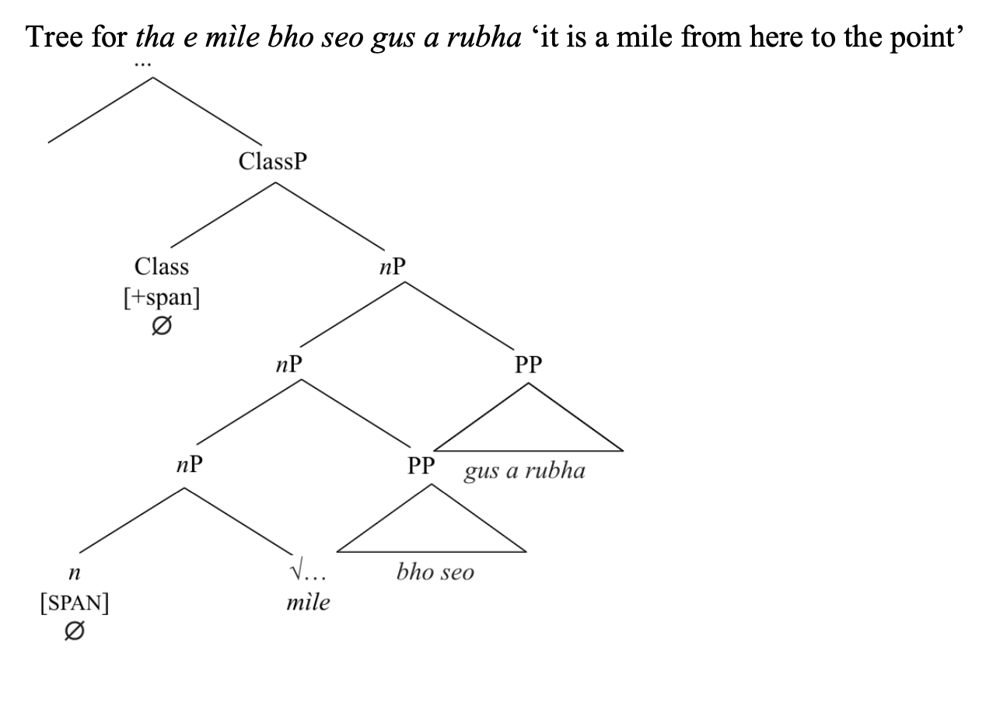 Tree for tha e mìle bho seo gus a rubha ‘it is a mile from here to the point’
...
ClassP
Class nP
[+span]
∅
nP PP
nP PP gus a rubha
n √... bho seo
[SPAN] mìle
∅